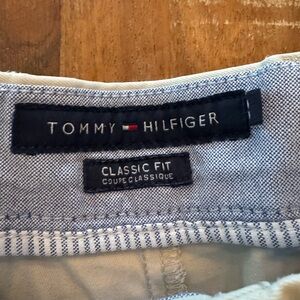 TOMMY HILFIGER
CLASSIC FIT
COUPE CLASSIQUE